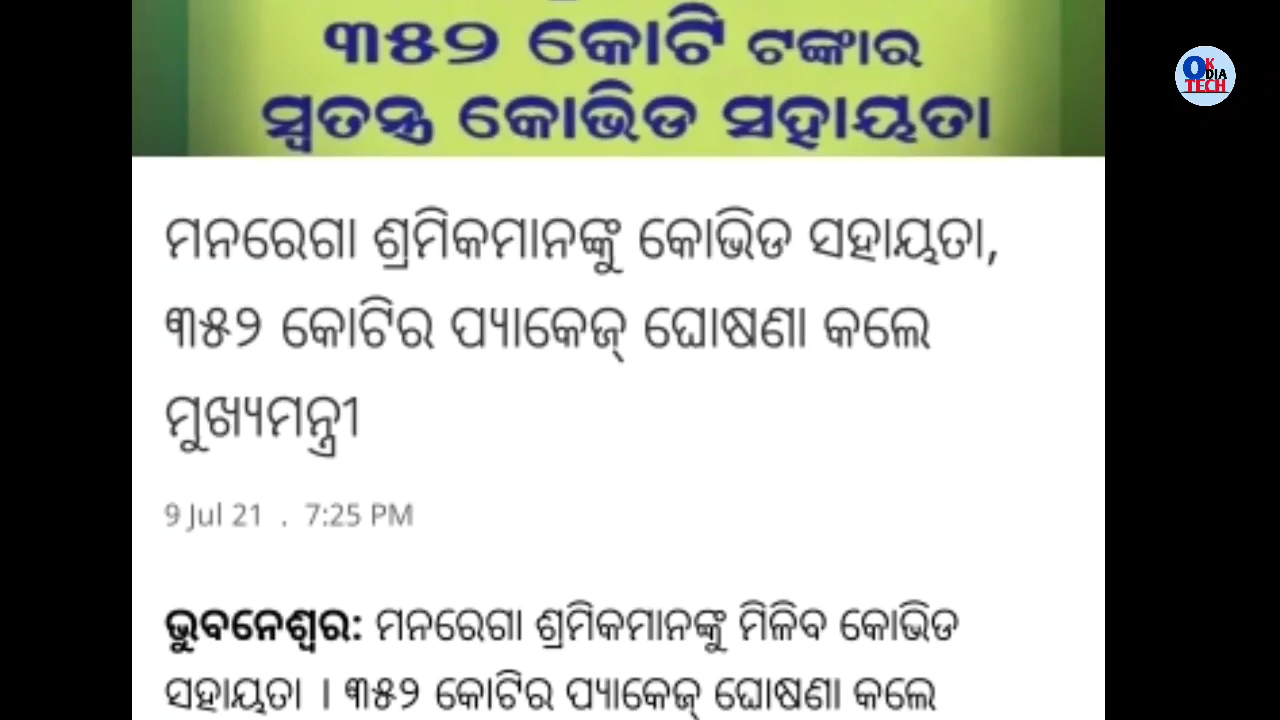 ୩୫୨ କୋଟି ଟଙ୍କାର
ସ୍ୱତନ୍ତ୍ର କୋଭିଡ ସହାୟତା
OK
DIA
TECH
ମନରେଗା ଶ୍ରମିକମାନଙ୍କୁ କୋଭିଡ ସହାୟତା,
୩୫୨ କୋଟିର ପ୍ୟାକେଜ୍ ଘୋଷଣା କଲେ
ମୁଖ୍ୟମନ୍ତ୍ରୀ
9 Jul 21 . 7:25 PM
ଭୁବନେଶ୍ୱର: ମନରେଗା ଶ୍ରମିକମାନଙ୍କୁ ମିଳିବ କୋଭିଡ
ସହାୟତା । ୩୫୨ କୋଟିର ପ୍ୟାକେଜ୍ ଘୋଷଣା କଲେ